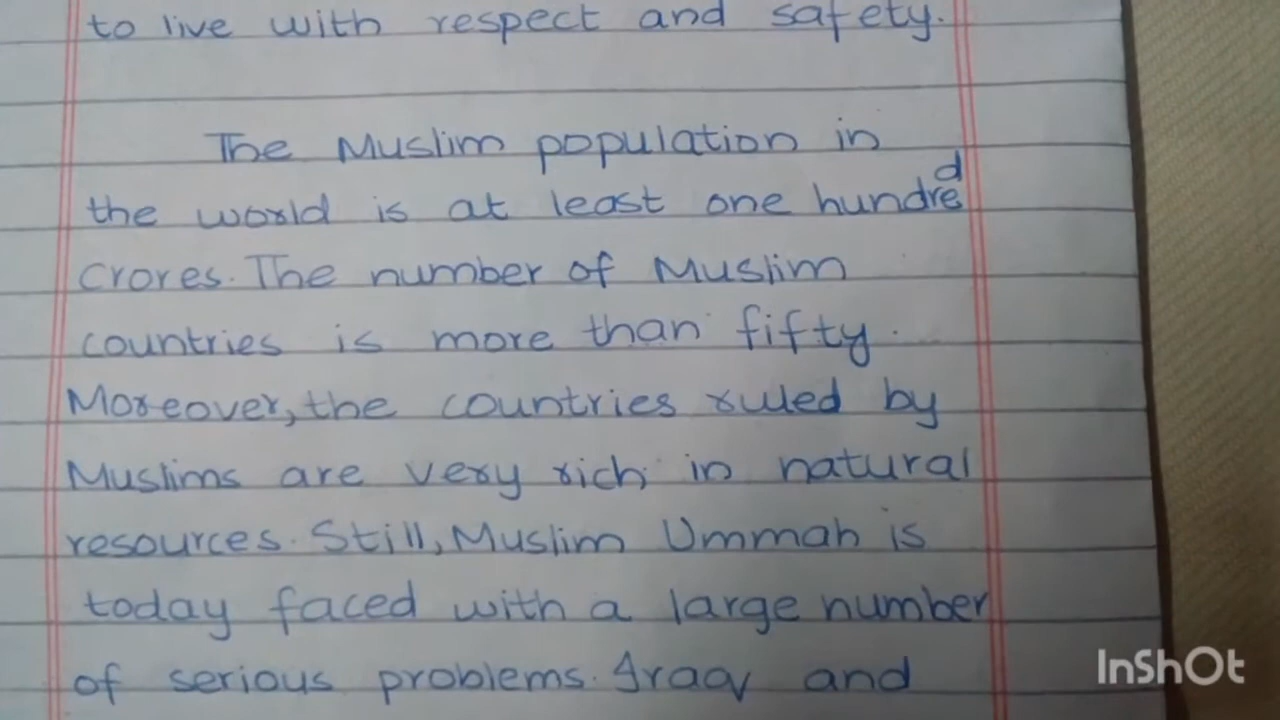 to live with respect and safety.
The Muslim population in
the world is at least one hundred
crores. The number of Muslim
countries is more than fifty.
Moreover, the countries ruled by
Muslims are very rich in natural
resources. Still, Muslim Ummah is
today faced with a large number
of serious problems. Iraq and
InShOt